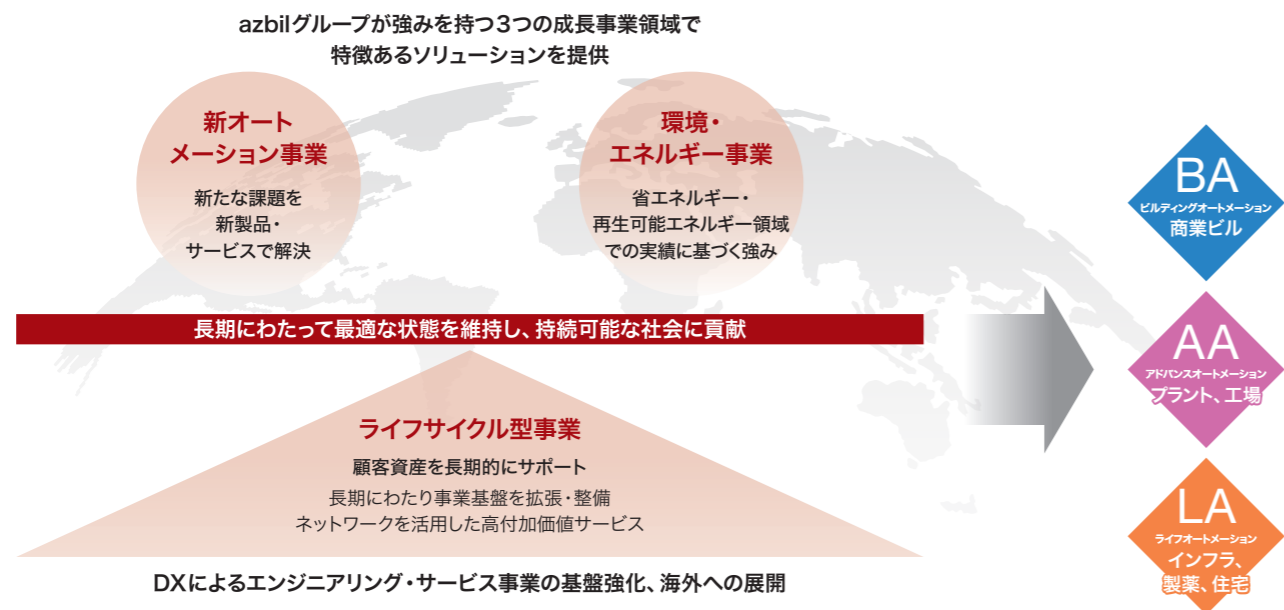 azbilグループが強みを持つ3つの成長事業領域で
特徴あるソリューションを提供
新オート
メーション事業
新たな課題を
新製品・
サービスで解決
環境・
エネルギー事業
省エネルギー・
再生可能エネルギー領域
での実績に基づく強み
長期にわたって最適な状態を維持し、持続可能な社会に貢献
ライフサイクル型事業
顧客資産を長期的にサポート
長期にわたり事業基盤を拡張・整備
ネットワークを活用した高付加価値サービス
DXによるエンジニアリング・サービス事業の基盤強化、海外への展開
BA
ビルディングオートメーション
商業ビル
AA
アドバンスオートメーション
プラント、工場
LA
ライフオートメーション
インフラ、
製薬、住宅